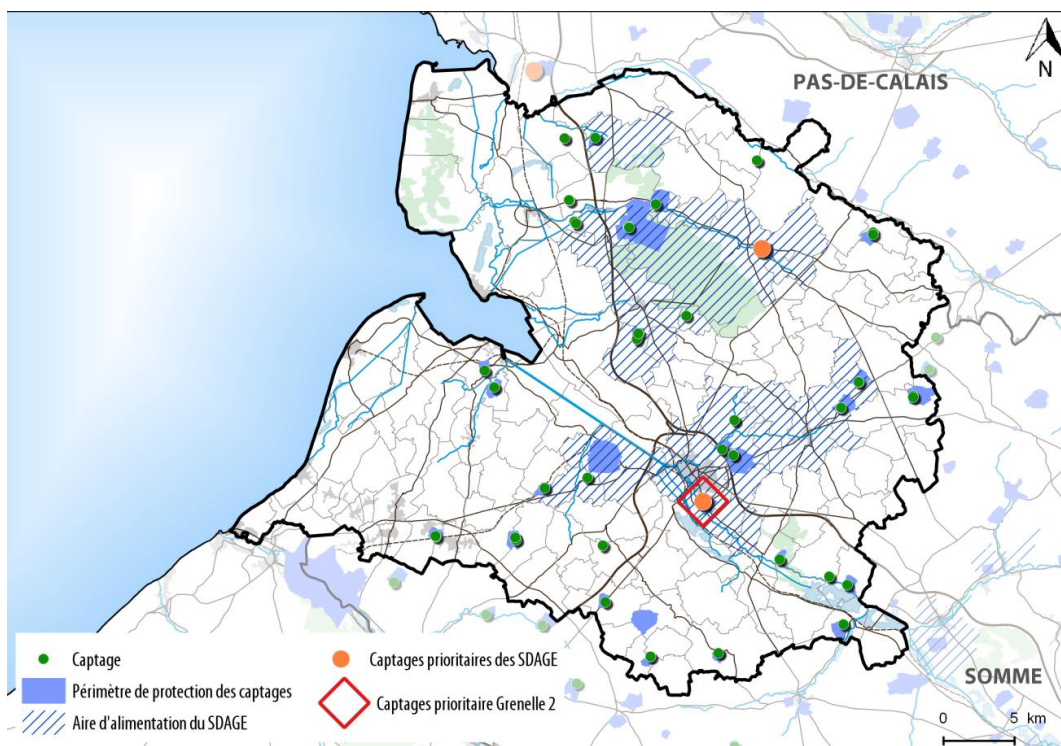 PAS-DE-CALAIS
N
SOMME
Captage
Périmètre de protection des captages
Aire d'alimentation du SDAGE
Captages prioritaires des SDAGE
Captages prioritaire Grenelle 2
0 5 km